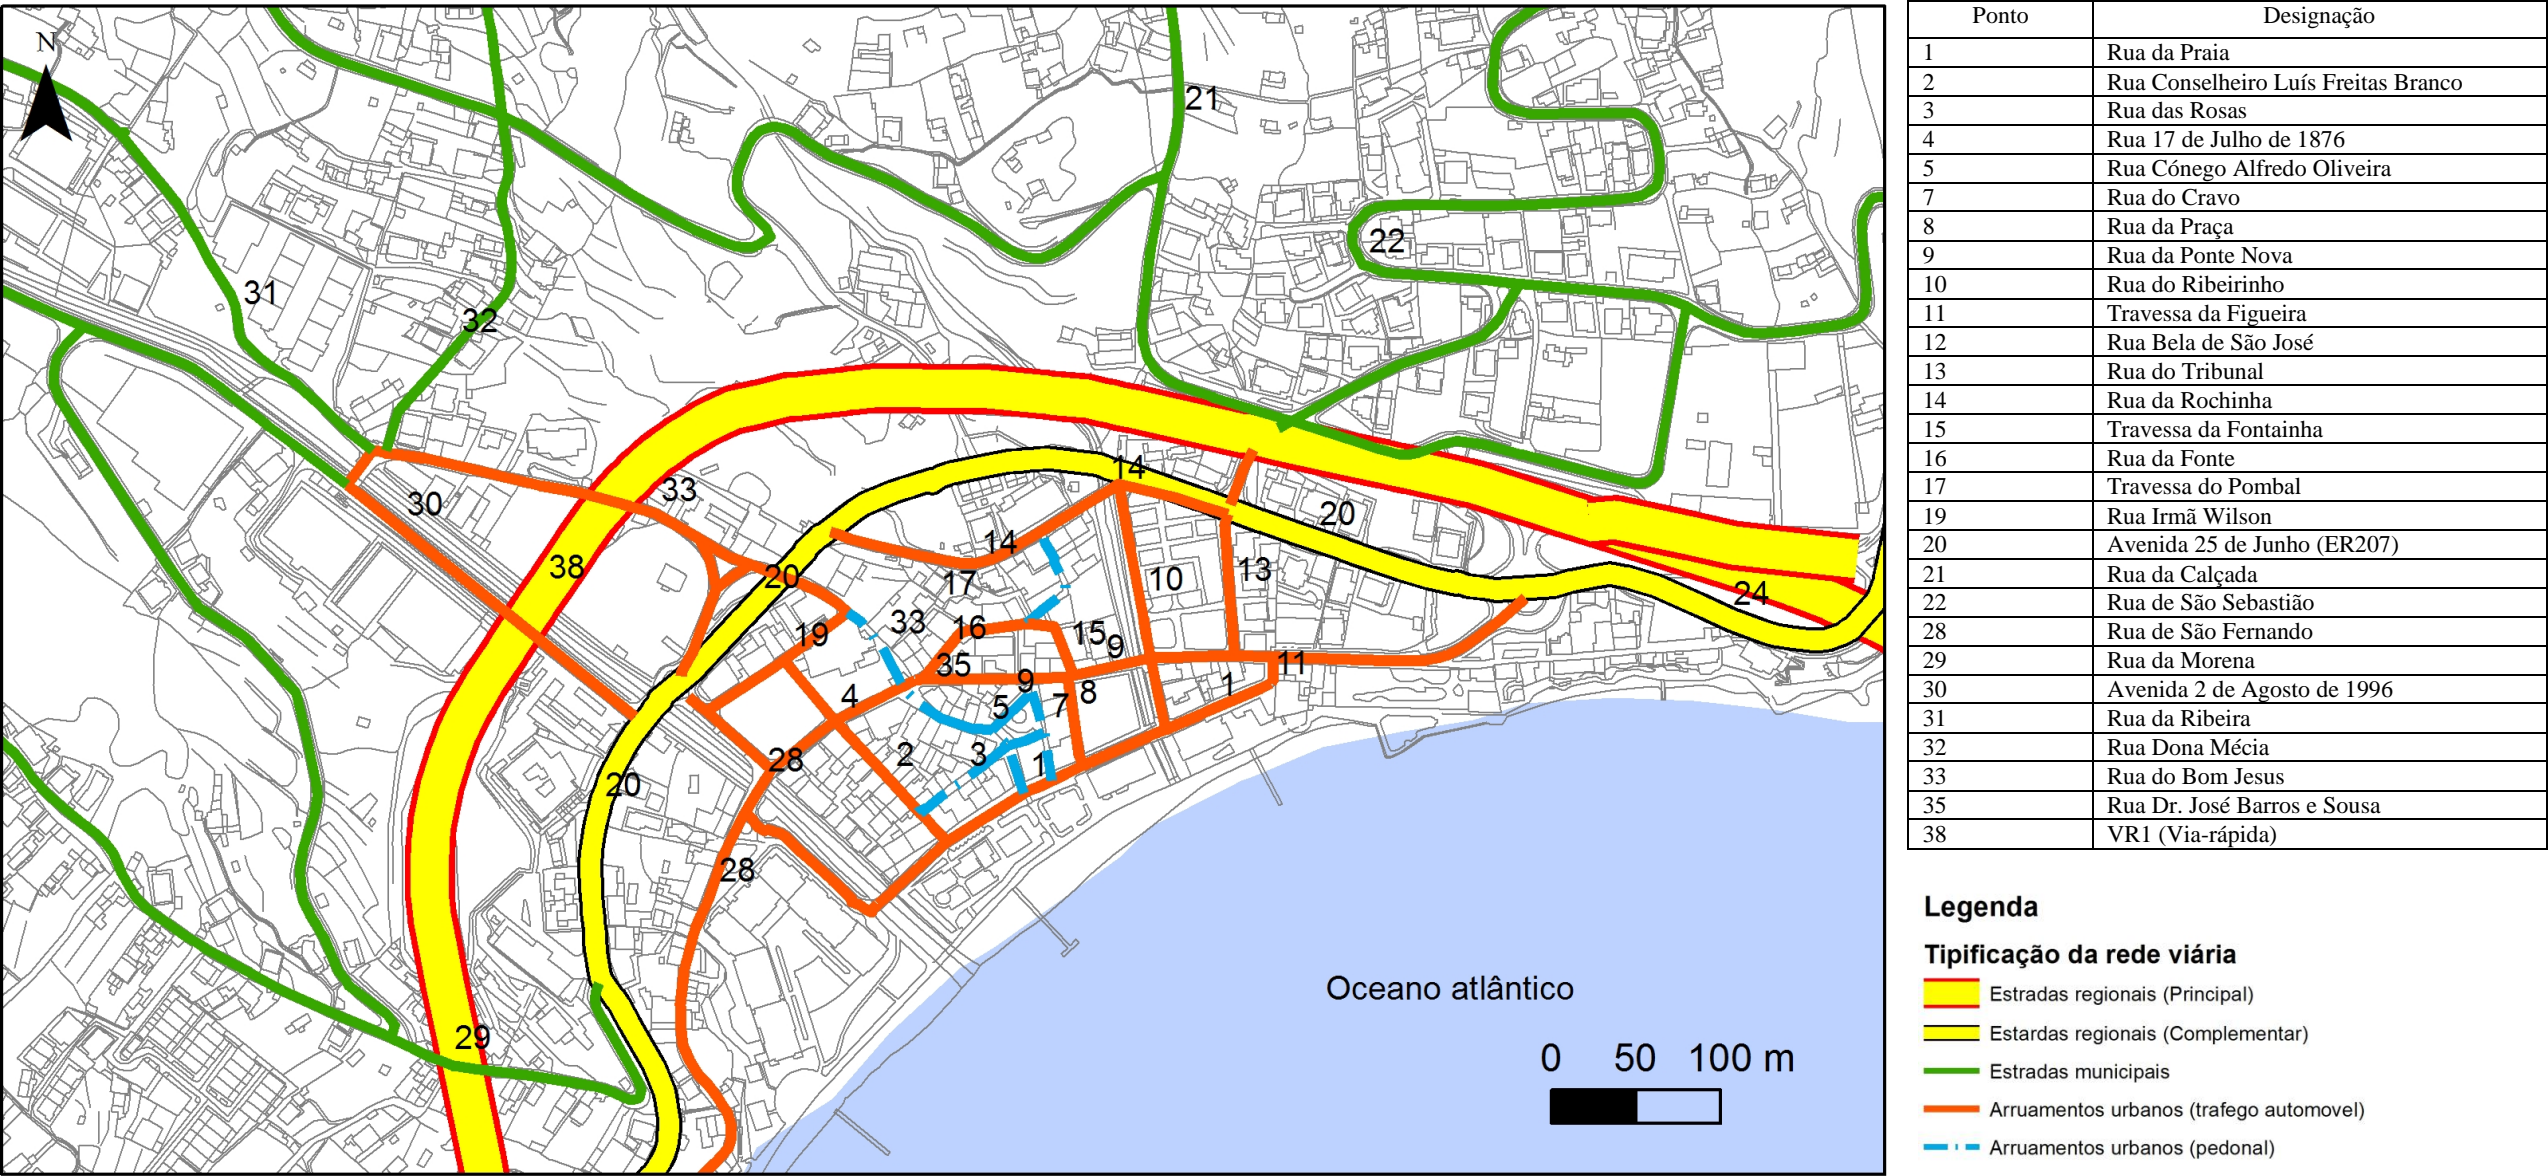 N
21
22
31
32
14
33
30
20
14
38
13
10
17
20
24
33
16
19
15
9
35
11
9
4
8
1
7
5
2
3
1
28
20
28
29
Oceano atlântico
0 50 100 m
Ponto Designação
1 Rua da Praia
2 Rua Conselheiro Luís Freitas Branco
3 Rua das Rosas
4 Rua 17 de Julho de 1876
5 Rua Cónego Alfredo Oliveira
7 Rua do Cravo
8 Rua da Praça
9 Rua da Ponte Nova
10 Rua do Ribeirinho
11 Travessa da Figueira
12 Rua Bela de São José
13 Rua do Tribunal
14 Rua da Rochinha
15 Travessa da Fontainha
16 Rua da Fonte
17 Travessa do Pombal
19 Rua Irmã Wilson
20 Avenida 25 de Junho (ER207)
21 Rua da Calçada
22 Rua de São Sebastião
28 Rua de São Fernando
29 Rua da Morena
30 Avenida 2 de Agosto de 1996
31 Rua da Ribeira
32 Rua Dona Mécia
33 Rua do Bom Jesus
35 Rua Dr. José Barros e Sousa
38 VR1 (Via-rápida)
Legenda
Tipificação da rede viária
Estradas regionais (Principal)
Estardas regionais (Complementar)
Estradas municipais
Arruamentos urbanos (trafego automovel)
Arruamentos urbanos (pedonal)